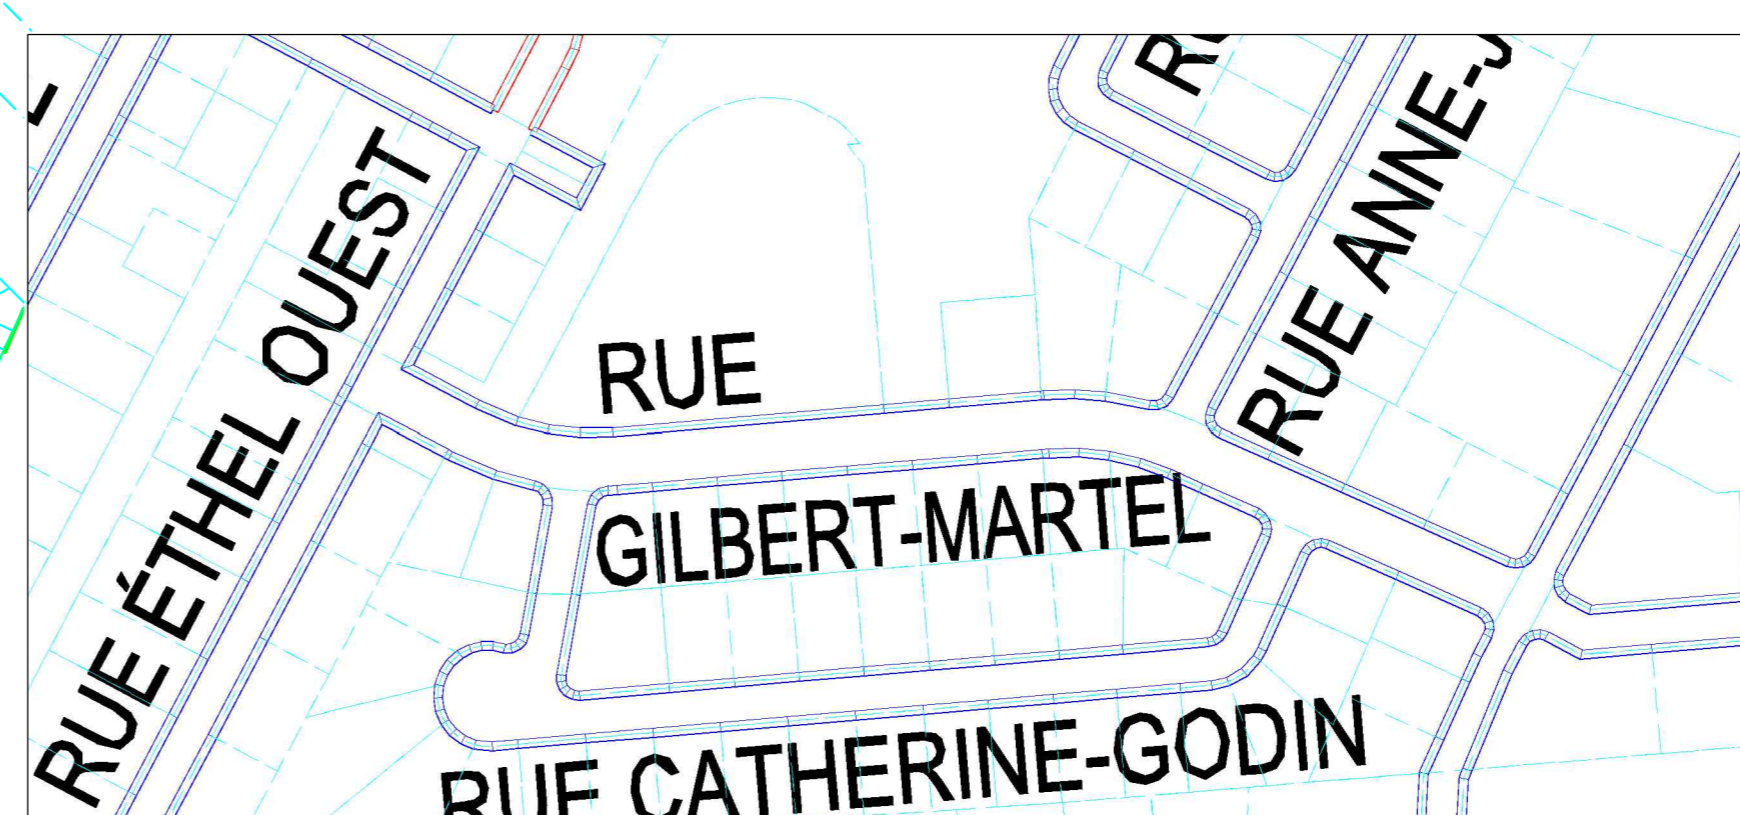 RUE ÉTHEL OUEST
RUE
GILBERT-MARTEL
RUE CATHERINE-GODIN
RUE ANNE-J